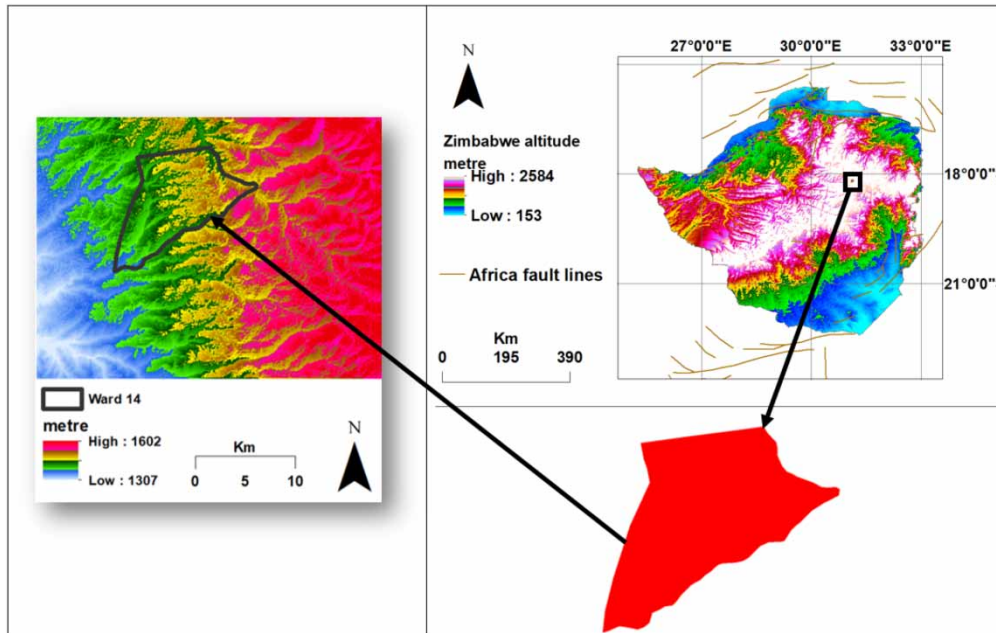 N
Ward 14
metre
High : 1602
Low : 1307
Km
0 5 10
N
27°0'0"E 30°0'0"E 33°0'0"E
N
Zimbabwe altitude
metre
High : 2584
Low : 153
18°0'0"S
Africa fault lines
21°0'0"S
Km
0 195 390